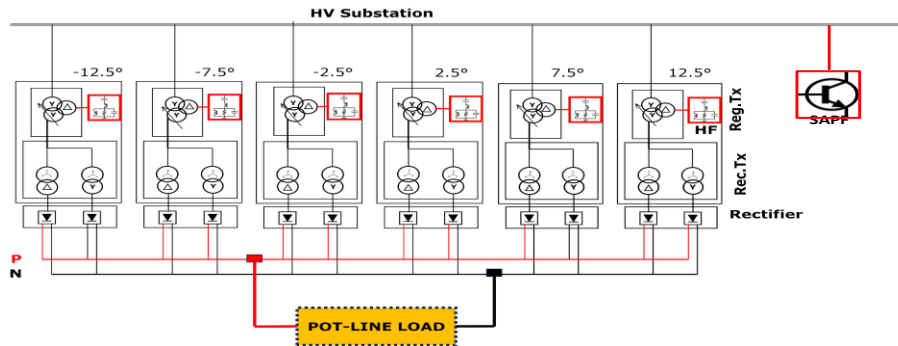 HV Substation
-12.5°
-7.5°
-2.5°
2.5°
7.5°
12.5°
Reg.Tx
HF
SAPF
Rec.Tx
Rectifier
P
N
POT-LINE LOAD